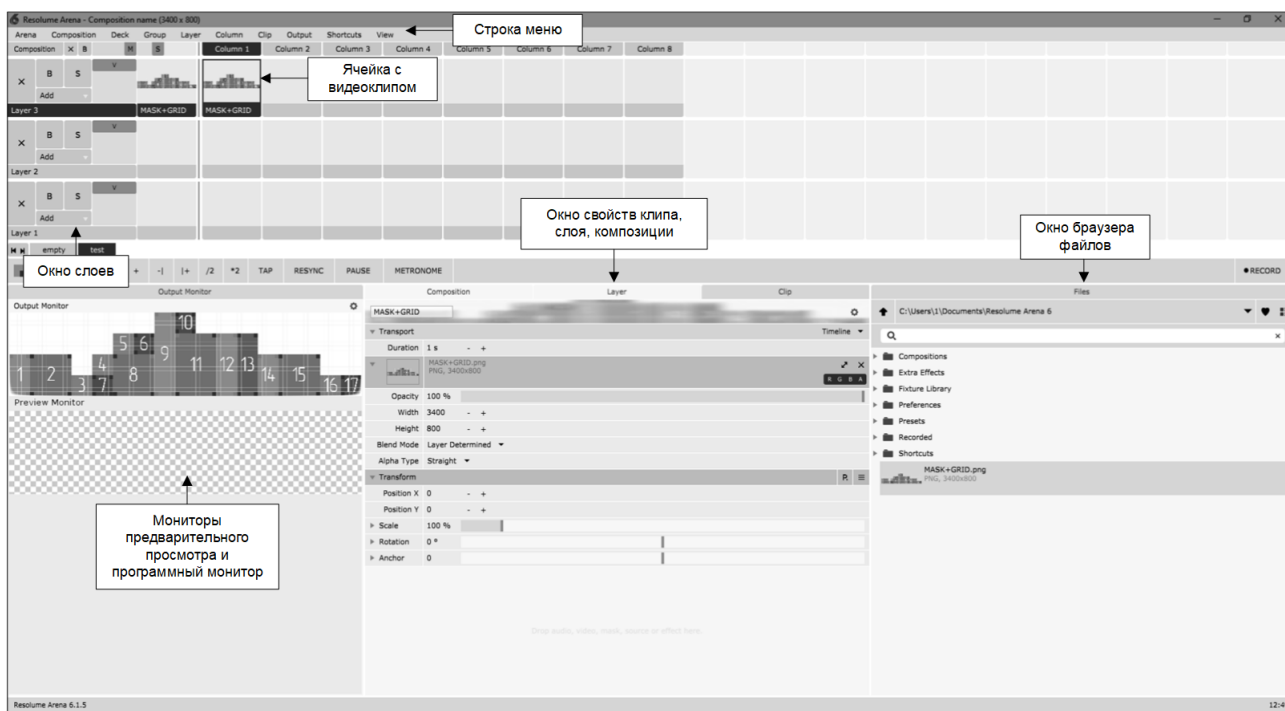 Resolume Arena - Composition name (3400 x 800)
Arena Composition Deck Group Layer Column Clip Output Shortcuts View
Строка меню
Composition × B M S Column 1 Column 2 Column 3 Column 4 Column 5 Column 6 Column 7 Column 8
Ячейка с
видеоклипом
× B S V
Add
Layer 3 MASK+GRID MASK+GRID
× B S V
Add
Layer 2
× B S V
Add
Layer 1
Окно свойств клипа,
слоя, композиции
Окно браузера
файлов
empty test
Окно слоев
+ -| |+ /2 *2 TAP RESYNC PAUSE METRONOME RECORD
Output Monitor Composition Layer Clip Files
Output Monitor
1 2 3 4 5 6 7 8 9 10 11 12 13 14 15 16 17
Preview Monitor
Мониторы
предварительного
просмотра и
программный монитор
MASK+GRID
Transport Timeline
Duration 1 s - +
MASK+GRID.png
PNG, 3400x800
R G B A
Opacity 100 %
Width 3400 - +
Height 800 - +
Blend Mode Layer Determined
Alpha Type Straight
Transform R
Position X 0 - +
Position Y 0 - +
Scale 100 %
Rotation 0 °
Anchor 0
Drop audio, video, mask, source or effect here
C:\Users\1\Documents\Resolume Arena 6
Compositions
Extra Effects
Fixture Library
Preferences
Presets
Recorded
Shortcuts
MASK+GRID.png
PNG, 3400x800
Resolume Arena 6.1.5